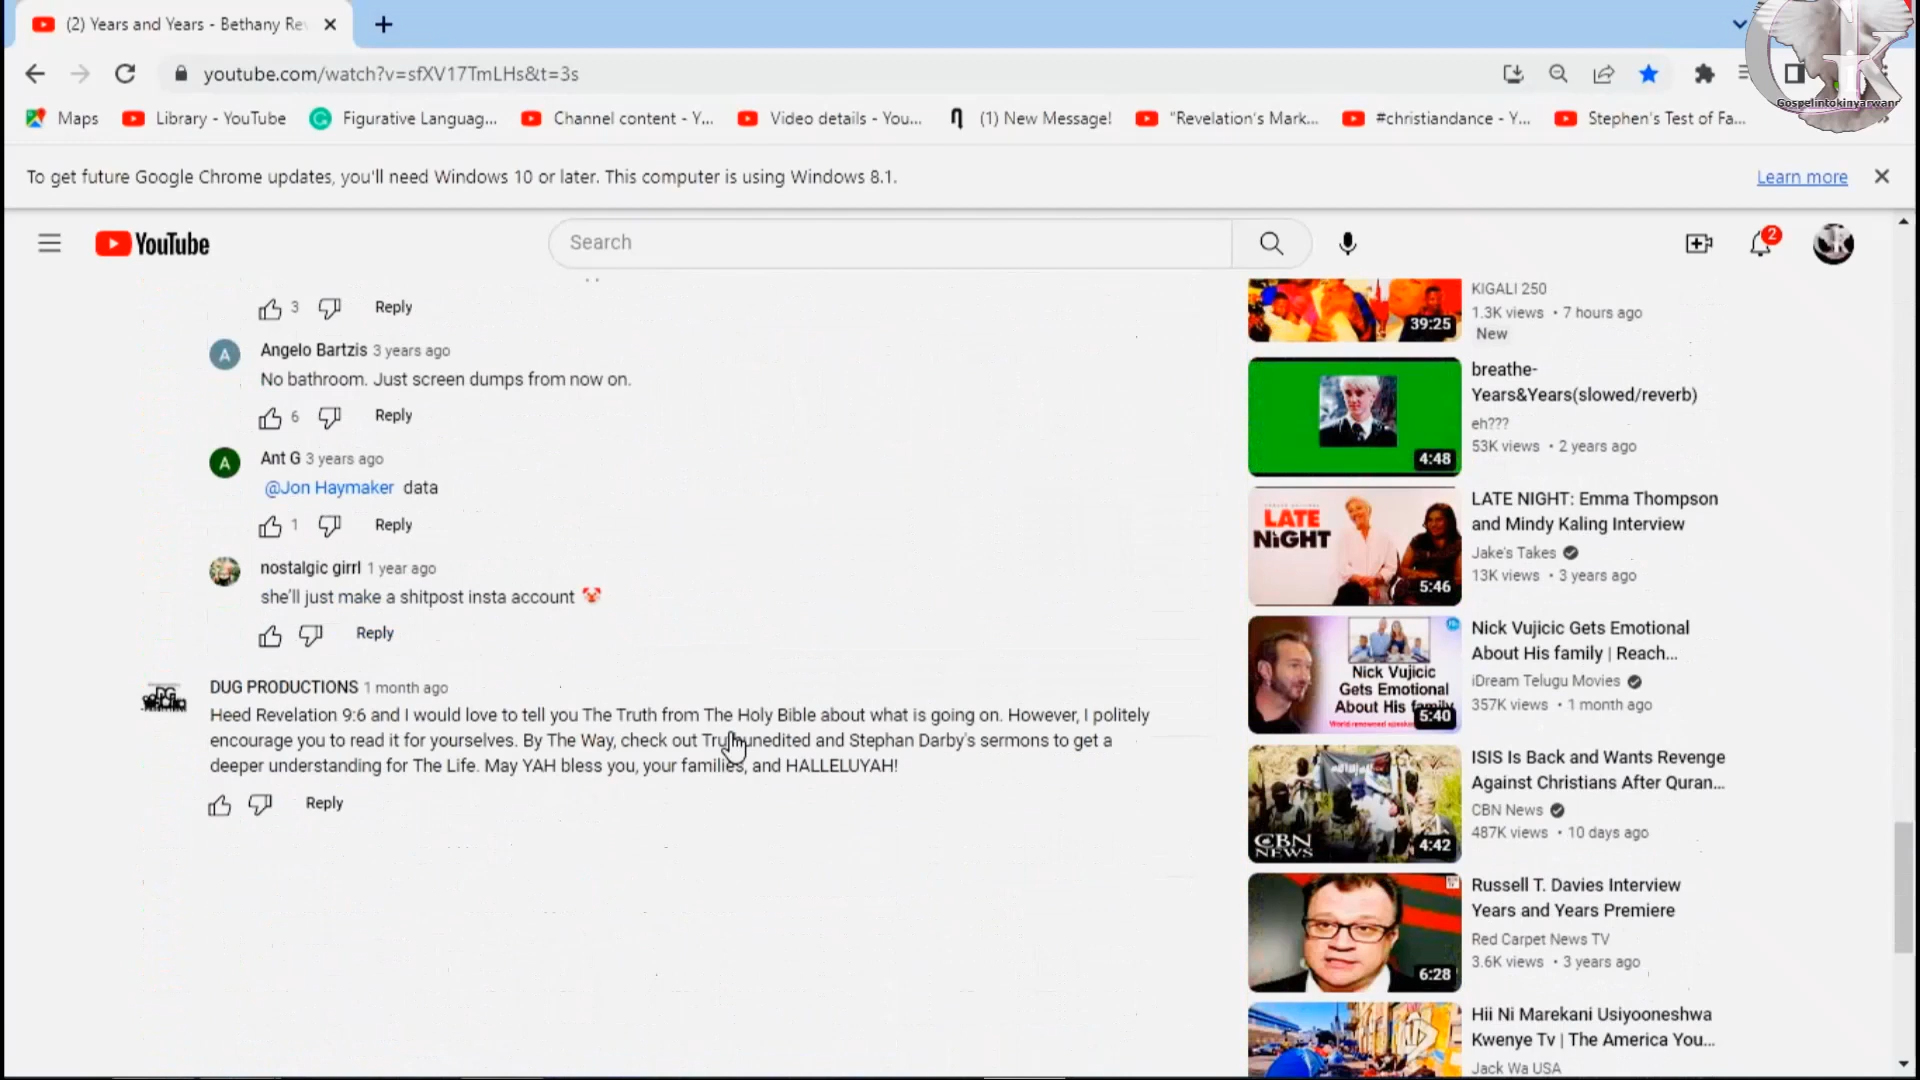 (2) Years and Years - Bethany Re
youtube.com/watch?v=sfXV17TmLHs&t=3s
Maps
Library - YouTube
Figurative Languag...
Channel content - Y...
Video details - You...
(1) New Message!
"Revelation's Mark...
#christiandance - Y...
Stephen's Test of Fa...
Gospelintokinyarwan
To get future Google Chrome updates, you'll need Windows 10 or later. This computer is using Windows 8.1.
Learn more
YouTube
Search
2
3
Reply
Angelo Bartzis 3 years ago
No bathroom. Just screen dumps from now on.
6
Reply
Ant G 3 years ago
@Jon Haymaker data
1
Reply
nostalgic girrl 1 year ago
she'll just make a shitpost insta account
Reply
DUG PRODUCTIONS 1 month ago
Heed Revelation 9:6 and I would love to tell you The Truth from The Holy Bible about what is going on. However, I politely
encourage you to read it for yourselves. By The Way, check out Truthunedited and Stephan Darby's sermons to get a
deeper understanding for The Life. May YAH bless you, your families, and HALLELUYAH!
Reply
39:25
KIGALI 250
1.3K views • 7 hours ago
New
4:48
breathe-
Years&Years(slowed/reverb)
eh???
53K views • 2 years ago
LATE
NIGHT
5:46
LATE NIGHT: Emma Thompson
and Mindy Kaling Interview
Jake's Takes
13K views • 3 years ago
Nick Vujicic
Gets Emotional
About His family
5:40
Nick Vujicic Gets Emotional
About His family | Reach...
iDream Telugu Movies
357K views • 1 month ago
CBN
NEWS
4:42
ISIS Is Back and Wants Revenge
Against Christians After Quran...
CBN News
487K views • 10 days ago
6:28
Russell T. Davies Interview
Years and Years Premiere
Red Carpet News TV
3.6K views • 3 years ago
Hii Ni Marekani Usiyooneshwa
Kwenye Tv | The America You...
Jack Wa USA